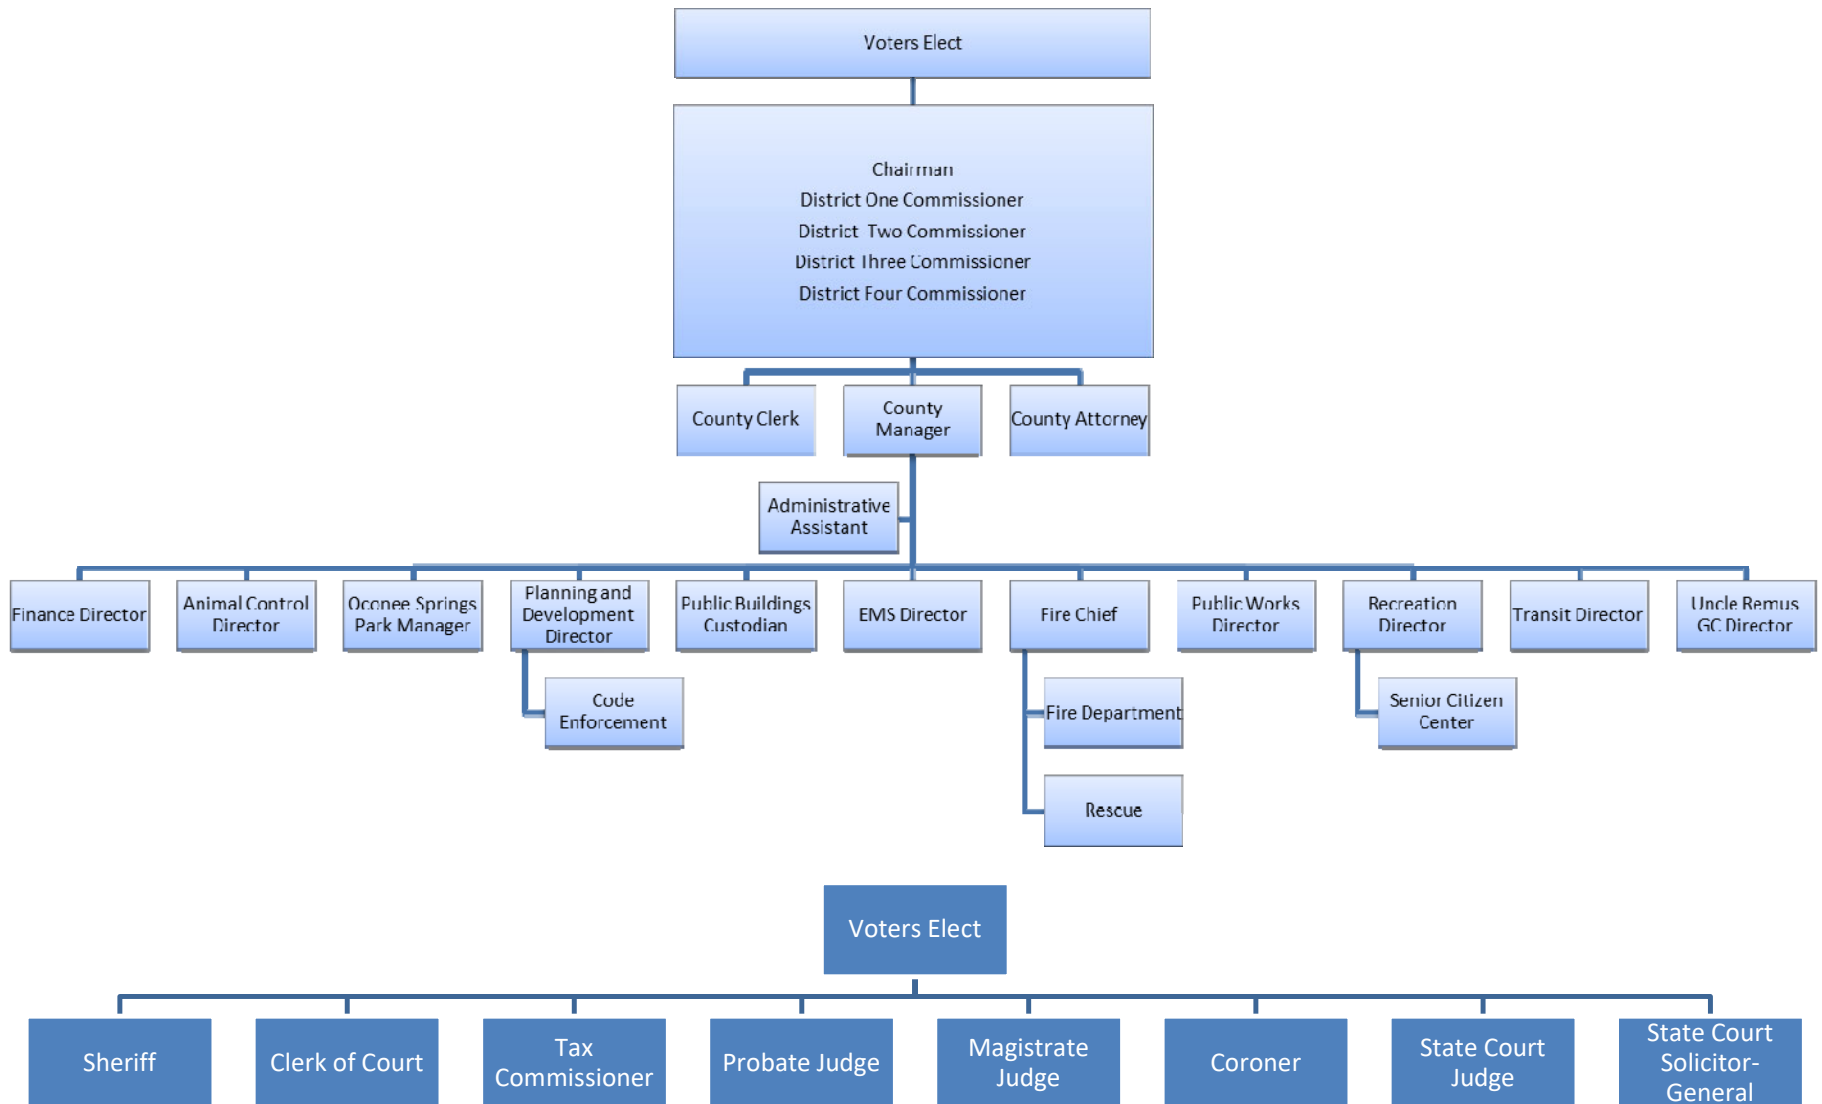 Voters Elect
Chairman
District One Commissioner
District Two Commissioner
District Three Commissioner
District Four Commissioner
County Clerk
County
Manager
County Attorney
Administrative
Assistant
Finance Director
Animal Control
Director
Oconee Springs
Park Manager
Planning and
Development
Director
Public Buildings
Custodian
EMS Director
Fire Chief
Public Works
Director
Recreation
Director
Transit Director
Uncle Remus
GC Director
Code
Enforcement
Fire Department
Senior Citizen
Center
Rescue
Voters Elect
Sheriff
Clerk of Court
Tax
Commissioner
Probate Judge
Magistrate
Judge
Coroner
State Court
Judge
State Court
Solicitor-
General